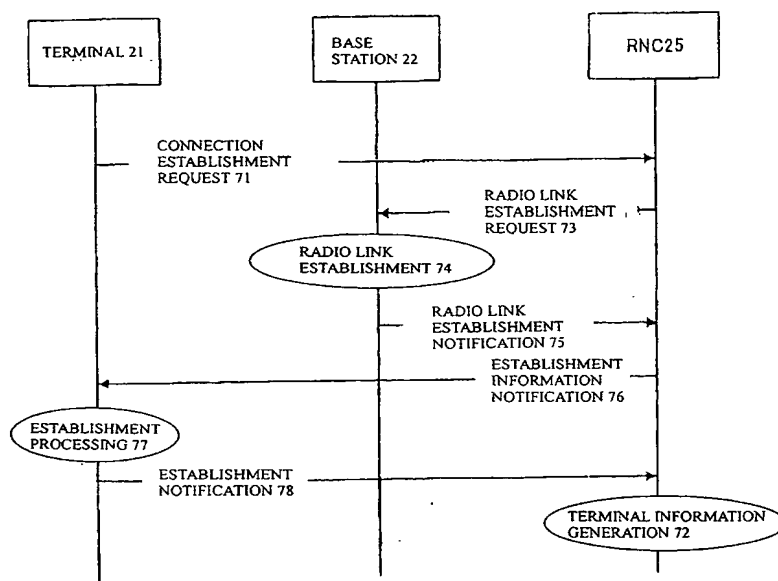 TERMINAL 21
BASE
STATION 22
RNC25
CONNECTION
ESTABLISHMENT
REQUEST 71
RADIO LINK
ESTABLISHMENT
REQUEST 73
RADIO LINK
ESTABLISHMENT 74
RADIO LINK
ESTABLISHMENT
NOTIFICATION 75
ESTABLISHMENT
INFORMATION
NOTIFICATION 76
ESTABLISHMENT
PROCESSING 77
ESTABLISHMENT
NOTIFICATION 78
TERMINAL INFORMATION
GENERATION 72